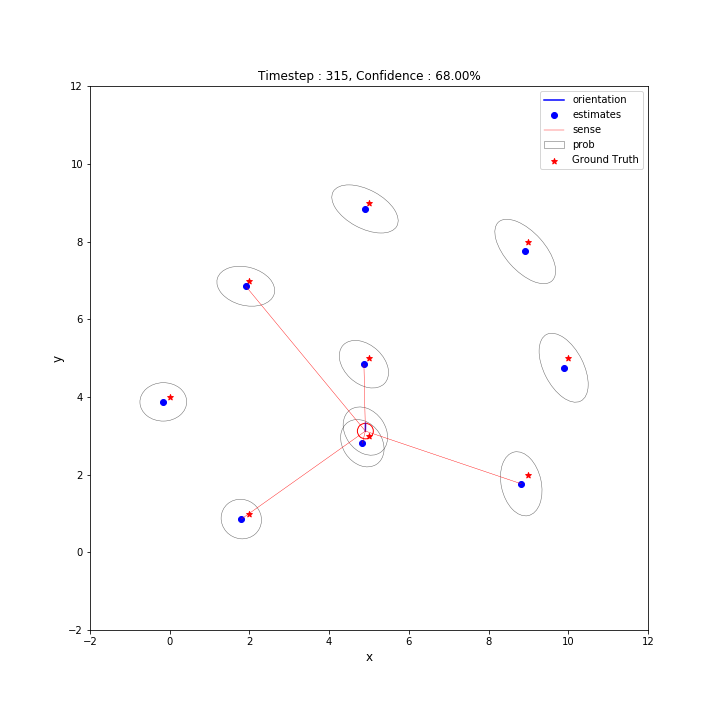 Timestep : 315, Confidence : 68.00%
orientation
estimates
sense
prob
Ground Truth
12
10
8
6
4
2
0
−2
y
−2 0 2 4 6 8 10 12
x